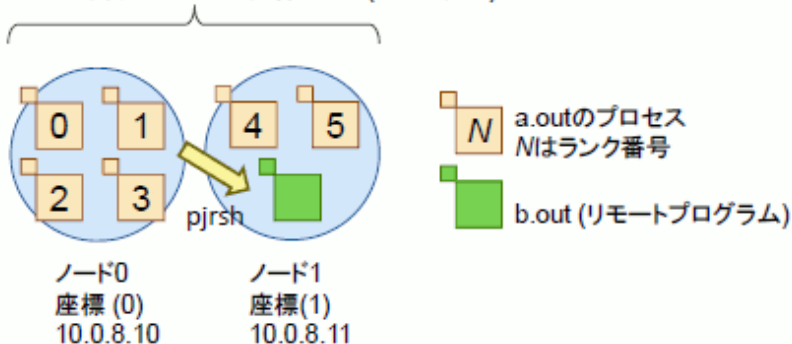 0 1 4 5
2 3
pjrsh
N a.outのプロセス
Nはランク番号
b.out (リモートプログラム)
ノード0
座標 (0)
10.0.8.10
ノード1
座標(1)
10.0.8.11